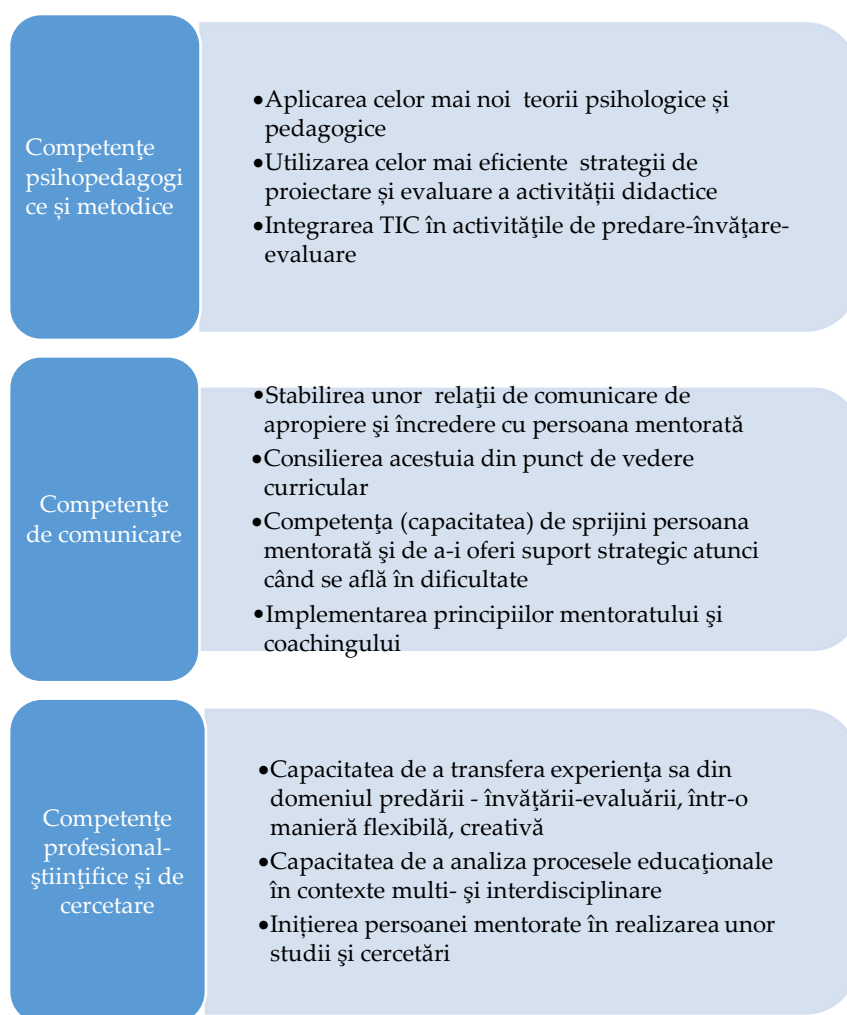 Competenţe
psihopedagogi
ce și metodice
•Aplicarea celor mai noi teorii psihologice și
pedagogice
•Utilizarea celor mai eficiente strategii de
proiectare și evaluare a activității didactice
•Integrarea TIC în activităţile de predare-învăţare-
evaluare
Competenţe
de comunicare
•Stabilirea unor relaţii de comunicare de
apropiere şi încredere cu persoana mentorată
•Consilierea acestuia din punct de vedere
curricular
•Competenţa (capacitatea) de sprijini persoana
mentorată şi de a-i oferi suport strategic atunci
când se află în dificultate
•Implementarea principiilor mentoratului şi
coachingului
Competenţe
profesional-
ştiinţifice și de
cercetare
•Capacitatea de a transfera experienţa sa din
domeniul predării - învăţării-evaluării, într-o
manieră flexibilă, creativă
•Capacitatea de a analiza procesele educaţionale
în contexte multi- şi interdisciplinare
•Inițierea persoanei mentorate în realizarea unor
studii şi cercetări